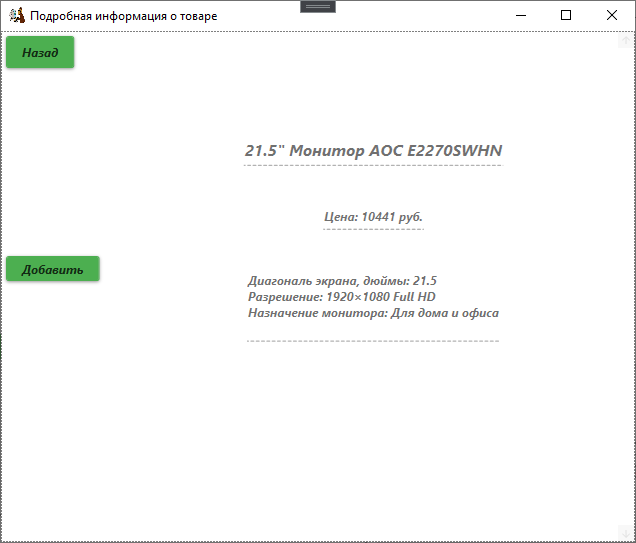 Подробная информация о товаре
Назад
21.5" Монитор AOC E2270SWHN
Цена: 10441 руб.
Добавить
Диагональ экрана, дюймы: 21.5
Разрешение: 1920×1080 Full HD
Назначение монитора: Для дома и офиса